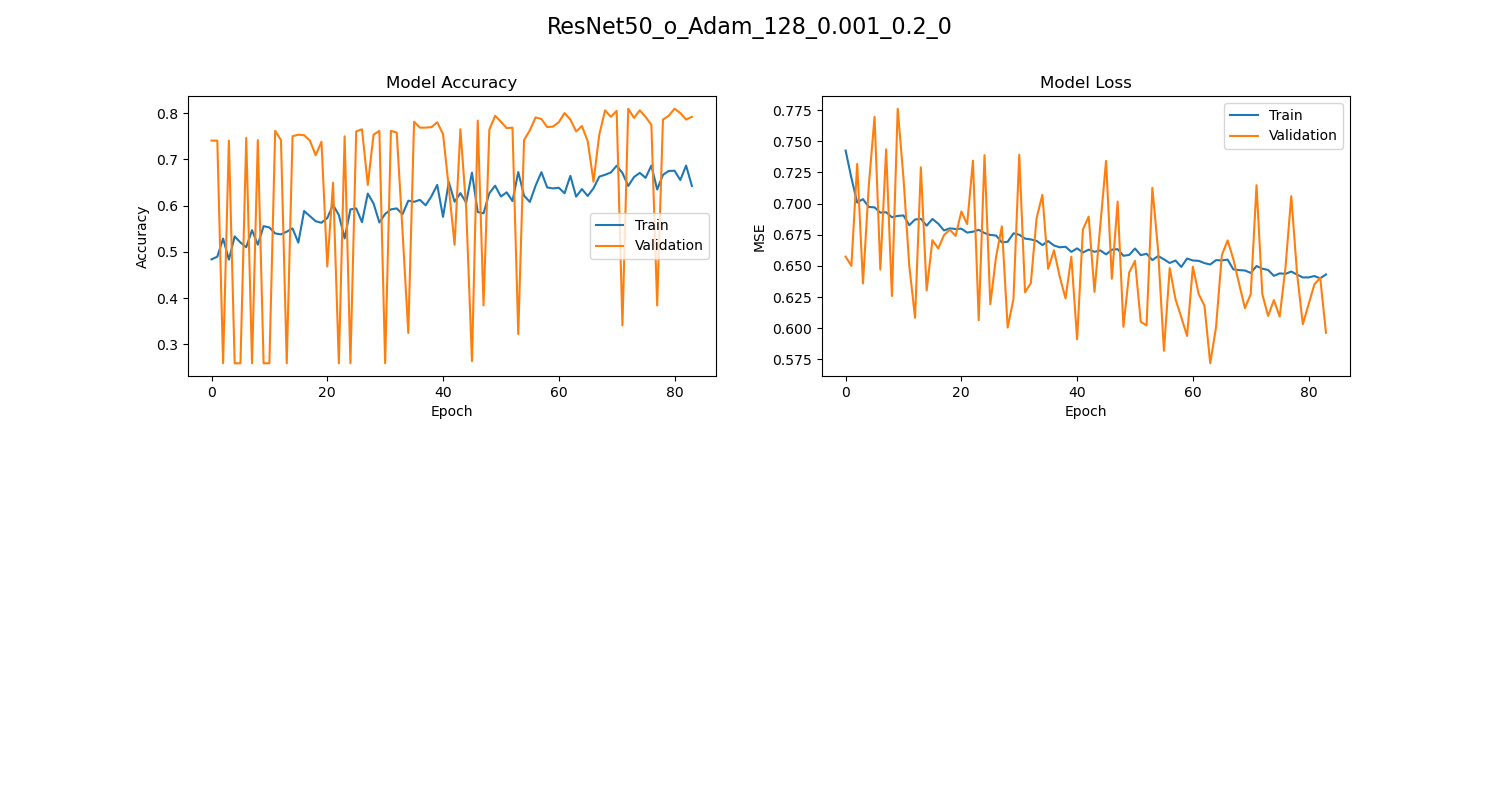 ResNet50_o_Adam_128_0.001_0.2_0
Model Accuracy
Accuracy
0.8
0.7
0.6
0.5
0.4
0.3
Train
Validation
0
20
40
60
80
Epoch
Model Loss
MSE
0.775
0.750
0.725
0.700
0.675
0.650
0.625
0.600
0.575
Train
Validation
0
20
40
60
80
Epoch